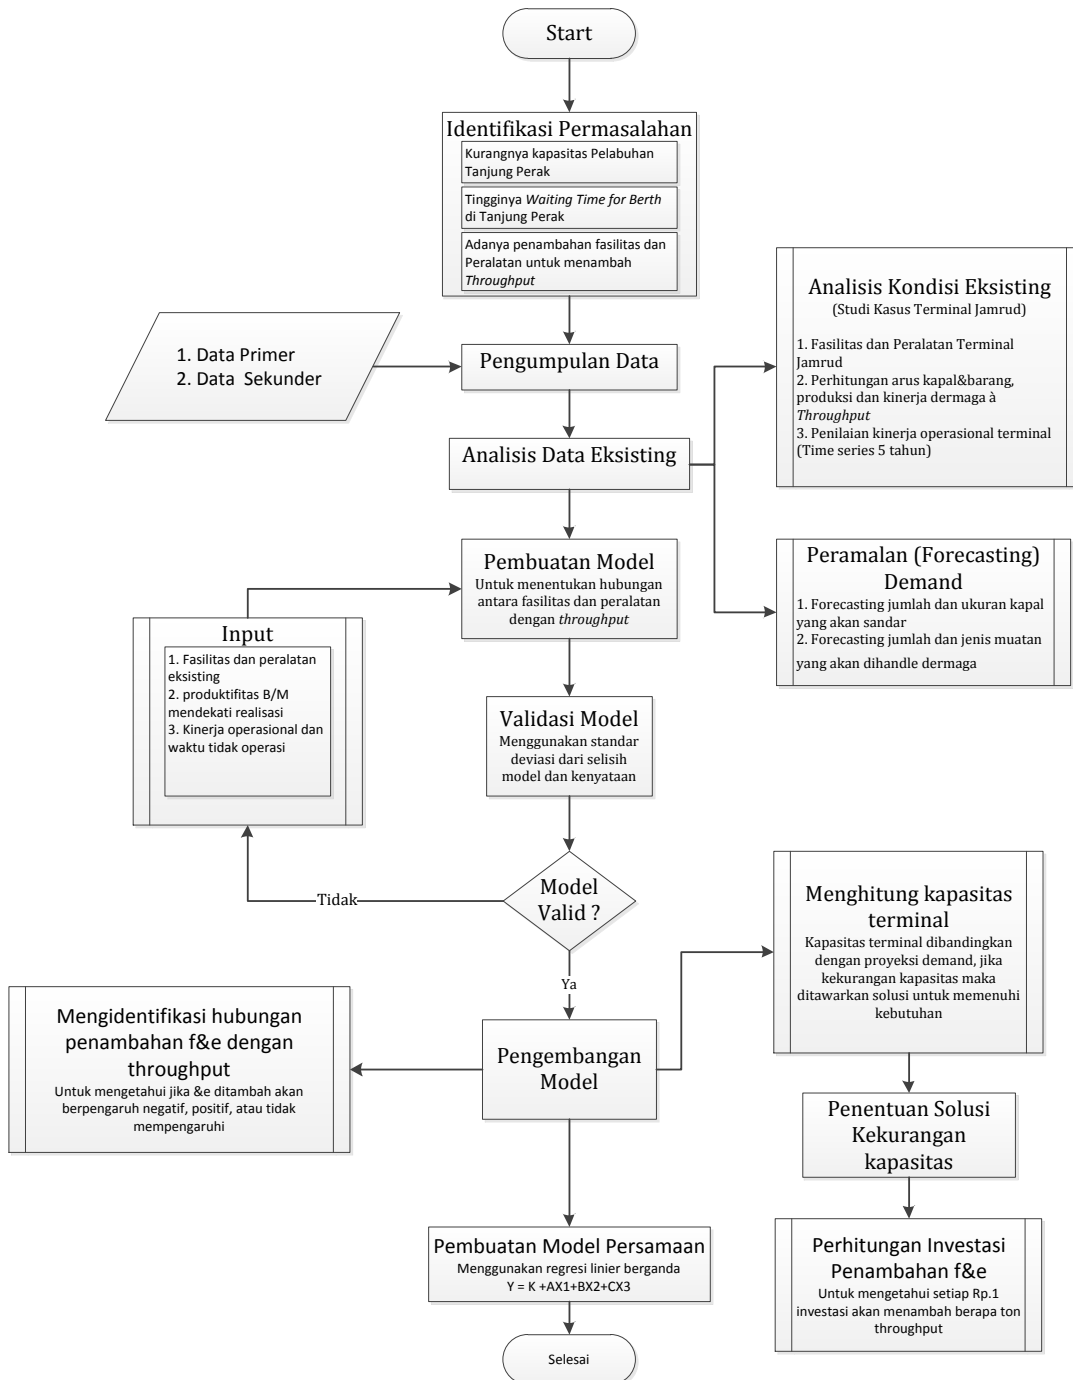 Start
Identifikasi Permasalahan
Kurangnya kapasitas Pelabuhan
Tanjung Perak
Tingginya Waiting Time for Berth
di Tanjung Perak
Adanya penambahan fasilitas dan
Peralatan untuk menambah
Throughput
1. Data Primer
2. Data  Sekunder
Pengumpulan Data
Analisis Data Eksisting
Analisis Kondisi Eksisting
(Studi Kasus Terminal Jamrud)
1. Fasilitas dan Peralatan Terminal
Jamrud
2. Perhitungan arus kapal&barang,
produksi dan kinerja dermaga à
Throughput
3. Penilaian kinerja operasional terminal
(Time series 5 tahun)
Peramalan (Forecasting)
Demand
1. Forecasting jumlah dan ukuran kapal
yang akan sandar
2. Forecasting jumlah dan jenis muatan
yang akan dihandle dermaga
Pembuatan Model
Untuk menentukan hubungan
antara fasilitas dan peralatan
dengan throughput
Input
1. Fasilitas dan peralatan
eksisting
2. produktifitas B/M
mendekati realisasi
3. Kinerja operasional dan
waktu tidak operasi
Validasi Model
Menggunakan standar
deviasi dari selisih
model dan kenyataan
Model
Valid ?
Tidak
Ya
Menghitung kapasitas
terminal
Kapasitas terminal dibandingkan
dengan proyeksi demand, jika
kekurangan kapasitas maka
ditawarkan solusi untuk memenuhi
kebutuhan
Mengidentifikasi hubungan
penambahan f&e dengan
throughput
Untuk mengetahui jika &e ditambah akan
berpengaruh negatif, positif, atau tidak
mempengaruhi
Pengembangan
Model
Penentuan Solusi
Kekurangan
kapasitas
Pembuatan Model Persamaan
Menggunakan regresi linier berganda
Y = K +AX1+BX2+CX3
Perhitungan Investasi
Penambahan f&e
Untuk mengetahui setiap Rp.1
investasi akan menambah berapa ton
throughput
Selesai